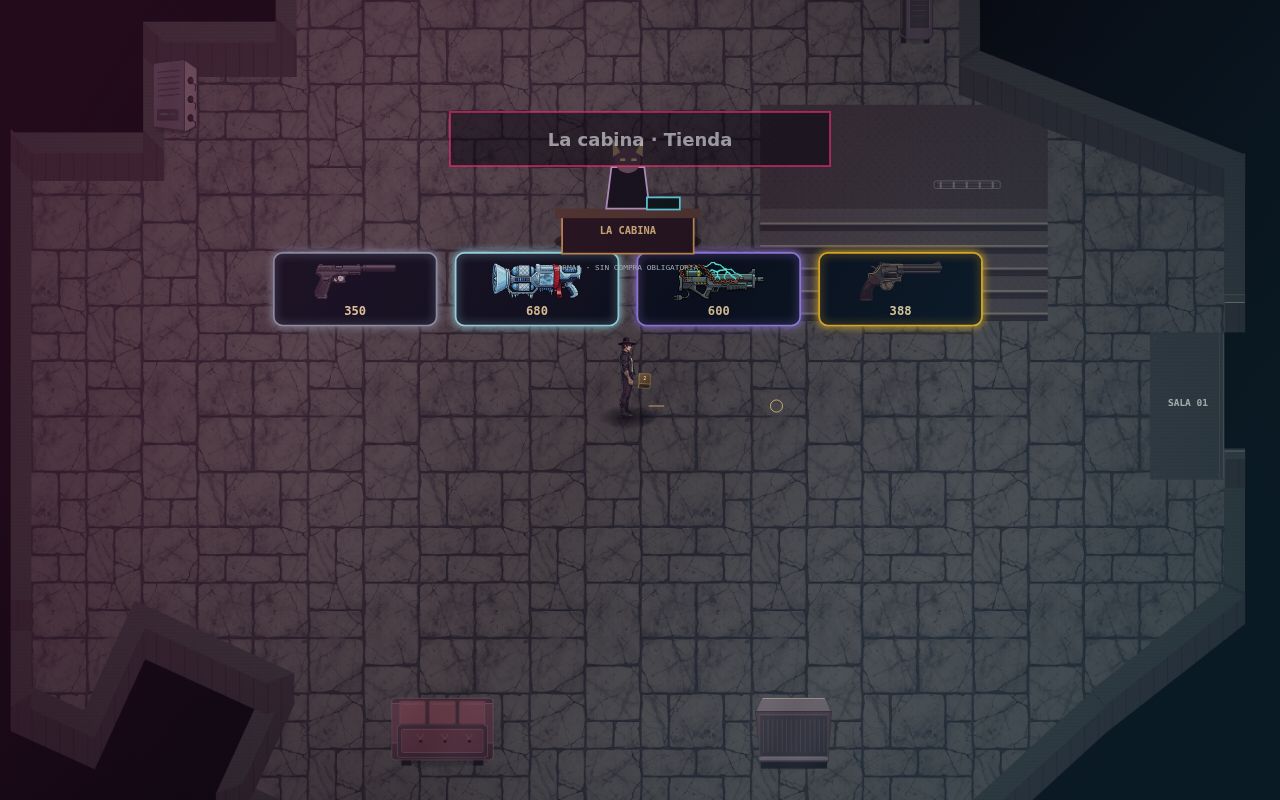 La cabina · Tienda
LA CABINA
· SIN COMPRA OBLIGATORIA
350
680
600
388
SALA 01